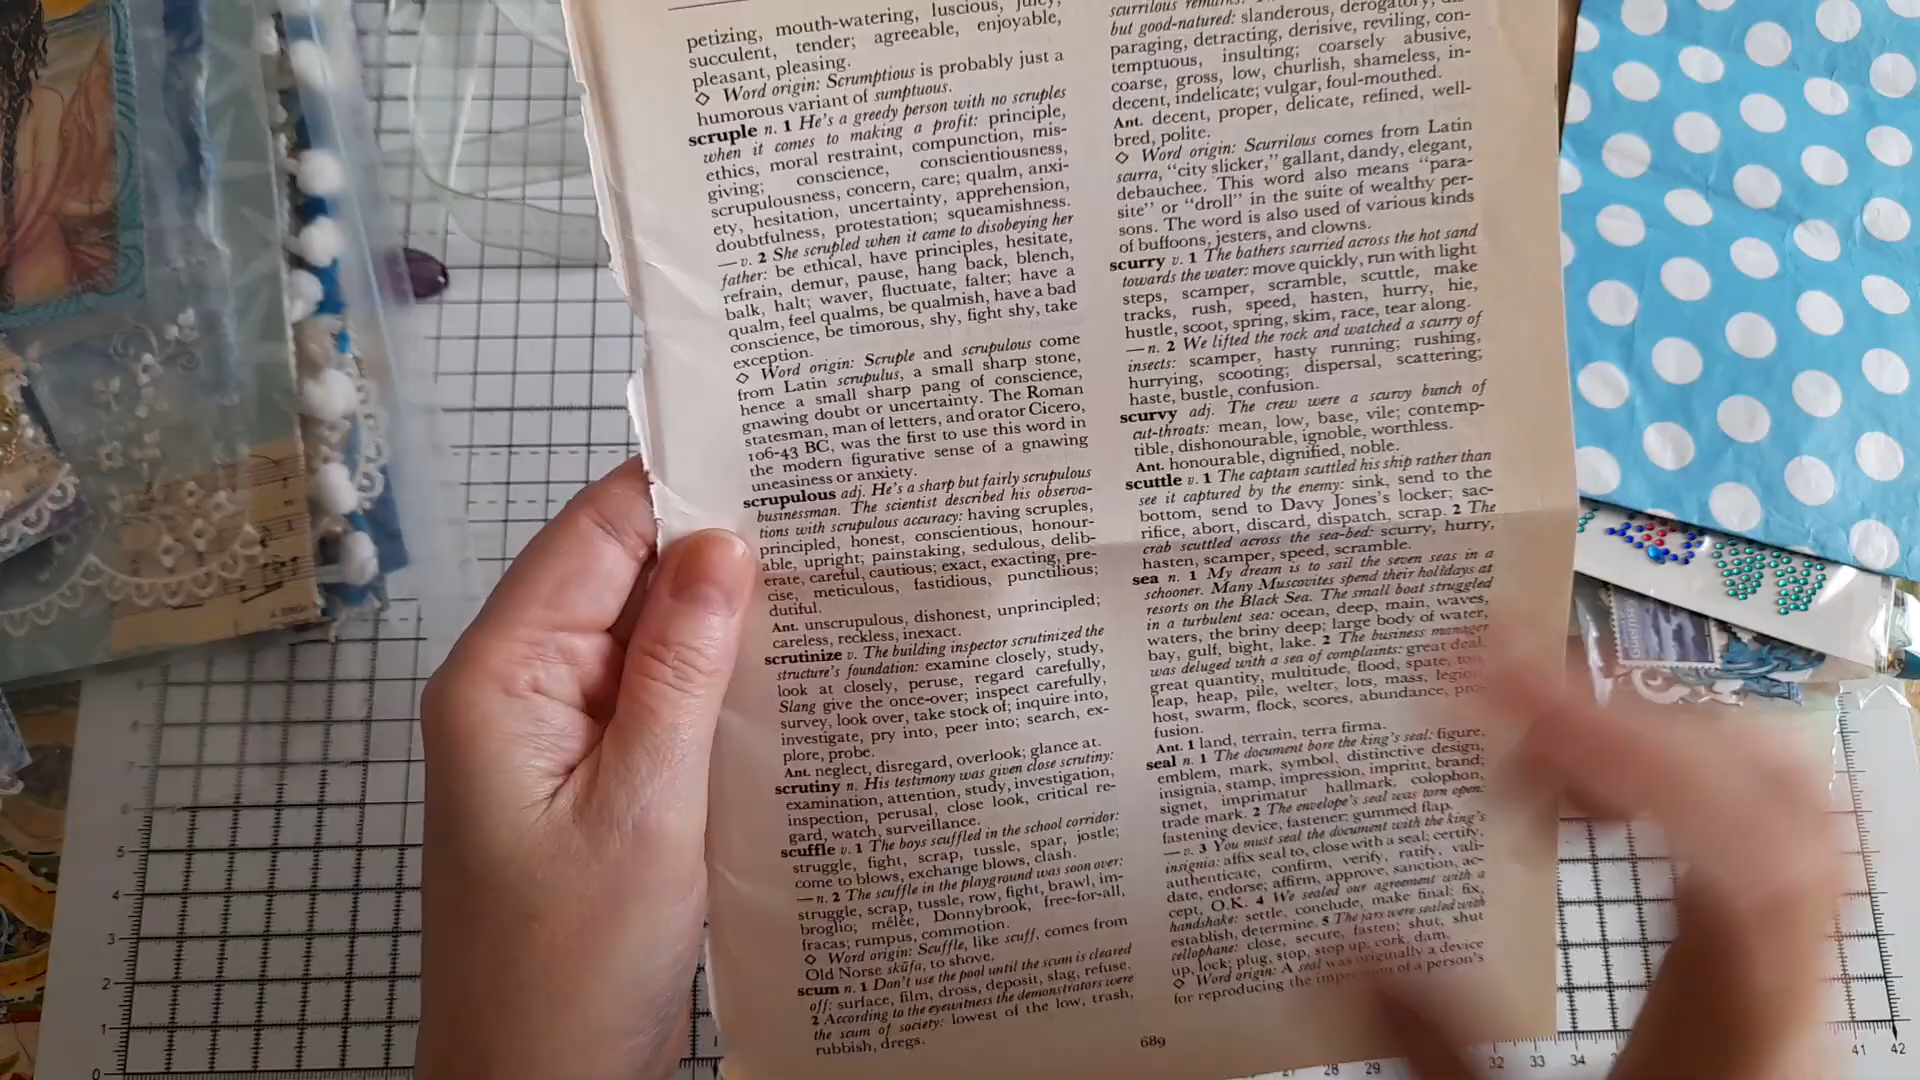 petizing, mouth-watering, luscious, juicy,
succulent, tender; agreeable, enjoyable,
pleasant, pleasing.
◇ Word origin: Scrumptious is probably just a
humorous variant of sumptuous.
scruple n. 1 He's a greedy person with no scruples
when it comes to making a profit: principle,
ethics, moral restraint, compunction, mis-
giving; conscience, conscientiousness,
scrupulousness, concern, care; qualm, anxi-
ety, hesitation, uncertainty, apprehension,
doubtfulness, protestation; squeamishness.
—v. 2 She scrupled when it came to disobeying her
father: be ethical, have principles, hesitate,
refrain, demur, pause, hang back, blench,
balk, halt; waver, fluctuate, falter; have a
qualm, feel qualms, be qualmish, have a bad
conscience, be timorous, shy, fight shy, take
exception.
◇ Word origin: Scruple and scrupulous come
from Latin scrupulus, a small sharp stone,
hence a small sharp pang of conscience,
gnawing doubt or uncertainty. The Roman
statesman, man of letters, and orator Cicero,
106-43 BC, was the first to use this word in
the modern figurative sense of a gnawing
uneasiness or anxiety.
scrupulous adj. He's a sharp but fairly scrupulous
businessman. The scientist described his observa-
tions with scrupulous accuracy: having scruples,
principled, honest, conscientious, honour-
able, upright; painstaking, sedulous, delib-
erate, careful, cautious; exact, exacting, pre-
cise, meticulous, fastidious, punctilious;
dutiful.
Ant. unscrupulous, dishonest, unprincipled;
careless, reckless, inexact.
scrutinize v. The building inspector scrutinized the
structure's foundation: examine closely, study,
look at closely, peruse, regard carefully,
Slang give the once-over; inspect carefully,
survey, look over, take stock of; inquire into,
investigate, pry into, peer into; search, ex-
plore, probe.
Ant. neglect, disregard, overlook; glance at.
scrutiny n. His testimony was given close scrutiny:
examination, attention, study, investigation,
inspection, perusal, close look, critical re-
gard, watch, surveillance.
scuffle v. 1 The boys scuffled in the school corridor:
struggle, fight, scrap, tussle, spar, jostle;
come to blows, exchange blows, clash.
—n. 2 The scuffle in the playground was soon over:
struggle, scrap, tussle, row, fight, brawl, im-
broglio; mêlée, Donnybrook, free-for-all,
fracas; rumpus, commotion.
◇ Word origin: Scuffle, like scuff, comes from
Old Norse skúfa, to shove.
scum n. 1 Don't use the pool until the scum is cleared
off: surface, film, dross, deposit, slag, refuse.
2 According to the eyewitness the demonstrators were
the scum of society: lowest of the low, trash,
rubbish, dregs.
scurrilous remarks.
but good-natured: slanderous, derogatory, dis-
paraging, detracting, derisive, reviling, con-
temptuous, insulting; coarsely abusive,
coarse, gross, low, churlish, shameless, in-
decent, indelicate; vulgar, foul-mouthed.
Ant. decent, proper, delicate, refined, well-
bred, polite.
◇ Word origin: Scurrilous comes from Latin
scurra, "city slicker," gallant, dandy, elegant,
debauchee. This word also means "para-
site" or "droll" in the suite of wealthy per-
sons. The word is also used of various kinds
of buffoons, jesters, and clowns.
scurry v. 1 The bathers scurried across the hot sand
towards the water: move quickly, run with light
steps, scamper, scramble, scuttle, make
tracks, rush, speed, hasten, hurry, hie,
hustle, scoot, spring, skim, race, tear along.
—n. 2 We lifted the rock and watched a scurry of
insects: scamper, hasty running; rushing,
hurrying, scooting; dispersal, scattering;
haste, bustle, confusion.
scurvy adj. The crew were a scurvy bunch of
cut-throats: mean, low, base, vile; contemp-
tible, dishonourable, ignoble, worthless.
Ant. honourable, dignified, noble.
scuttle v. 1 The captain scuttled his ship rather than
see it captured by the enemy: sink, send to the
bottom, send to Davy Jones's locker; sac-
rifice, abort, discard, dispatch, scrap. 2 The
crab scuttled across the sea-bed: scurry, hurry,
hasten, scamper, speed, scramble.
sea n. 1 My dream is to sail the seven seas in a
schooner. Many Muscovites spend their holidays at
resorts on the Black Sea. The small boat struggled
in a turbulent sea: ocean, deep, main, waves,
waters, the briny deep; large body of water,
bay, gulf, bight, lake. 2 The business manager
was deluged with a sea of complaints: great deal,
great quantity, multitude, flood, spate,
leap, heap, pile, welter, lots, mass, legion,
host, swarm, flock, scores, abundance, pro-
fusion.
Ant. 1 land, terrain, terra firma.
seal n. 1 The document bore the king's seal: figure,
emblem, mark, symbol, distinctive design,
insignia, stamp, impression, imprint, brand;
signet, imprimatur hallmark, colophon,
trade mark. 2 The envelope's seal was torn open:
fastening device, fastener; gummed flap.
—v. 3 You must seal the document with the king's
insignia: affix seal to, close with a seal; certify,
authenticate, confirm, verify, ratify, vali-
date, endorse; affirm, approve, sanction, ac-
cept, O.K. 4 We sealed our agreement with a
handshake: settle, conclude, make final; fix,
establish, determine. 5 The jars were sealed with
cellophane: close, secure, fasten; shut, shut
up, lock; plug, stop, stop up, cork, dam.
◇ Word origin: A seal was originally a device
for reproducing the impression of a person's
689
5
4
3
2
1
0
28
29
32
33
34
41
42